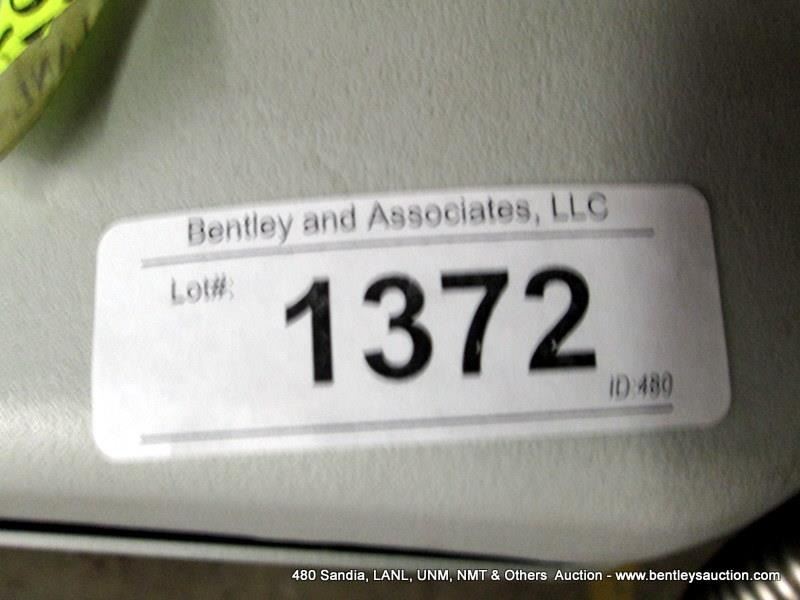 Bentley and Associates, LLC
Lot#:
1372
ID:480
480 Sandia, LANL, UNM, NMT & Others Auction - www.bentleysauction.com